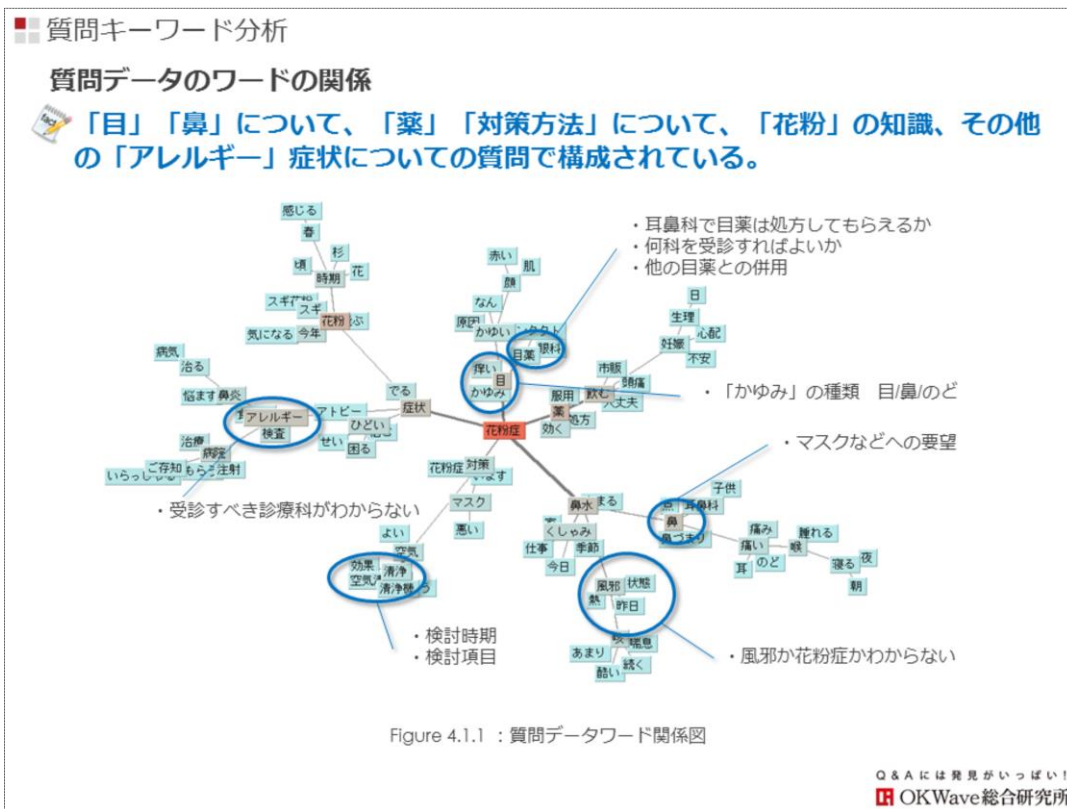 質問キーワード分析
質問データのワードの関係
fact
「目」「鼻」について、「薬」「対策方法」について、「花粉」の知識、その他
の「アレルギー」症状についての質問で構成されている。
・耳鼻科で目薬は処方してもらえるか
・何科を受診すればよいか
・他の目薬との併用
感じる
春
杉
頃
時期
花
スギ
花粉
気になる
今年
赤い
肌
顔
なん
原因
かゆい
目薬
眼科
痒い
目
かゆみ
日
生理
心配
妊娠
不安
市販
頭痛
飲む
服用
薬
処方
効く
・「かゆみ」の種類 目/鼻/のど
病気
治る
悩ます
鼻炎
アレルギー
検査
アトピー
でる
症状
ひどい
せい
困る
花粉症
治療
病院
ご存知
注射
・受診すべき診療科がわからない
花粉症
対策
マスク
悪い
よい
空気
効果
清浄
・検討時期
・検討項目
・マスクなどへの要望
鼻水
くしゃみ
仕事
季節
今日
子供
耳鼻科
鼻
鼻づまり
痛み
痛い
耳
のど
喉
腫れる
寝る
夜
朝
風邪
状態
熱
昨日
喘息
あまり
酷い
続く
・風邪か花粉症かわからない
Figure 4.1.1 ：質問データワード関係図
Q&Aには発見がいっぱい!
OKWave総合研究所